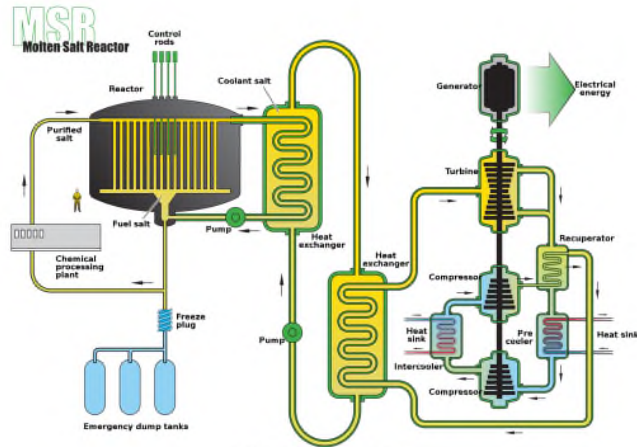 MSR
Molten Salt Reactor
Control
rods
Reactor
Coolant salt
Purified
salt
Fuel salt
Pump
Heat
exchanger
Chemical
processing
plant
Freeze
plug
Emergency dump tanka
Pump
Heat
exchanger
Generator
Electrical
energy
Turbine
Recuperator
Compressor
Heat
sink
Pre
cooler
Heat sink
Intercooler
Compressor